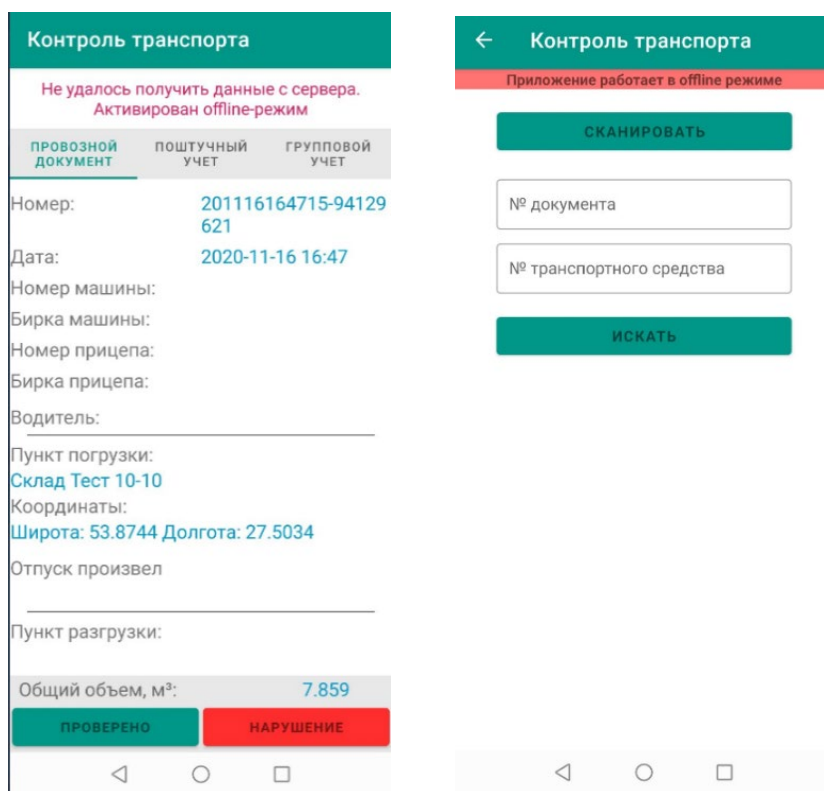 Контроль транспорта
Не удалось получить данные с сервера.
Активирован offline-режим
ПРОВОЗНОЙ ДОКУМЕНТ
ПОШТУЧНЫЙ УЧЕТ
ГРУППОВОЙ УЧЕТ
Номер: 201116164715-94129
621
Дата: 2020-11-16 16:47
Номер машины:
Бирка машины:
Номер прицепа:
Бирка прицепа:
Водитель:
Пункт погрузки:
Склад Тест 10-10
Координаты:
Широта: 53.8744 Долгота: 27.5034
Отпуск произвел
Пункт разгрузки:
Общий объем, м³: 7.859
ПРОВЕРЕНО
НАРУШЕНИЕ
Контроль транспорта
Приложение работает в offline режиме
СКАНИРОВАТЬ
№ документа
№ транспортного средства
ИСКАТЬ